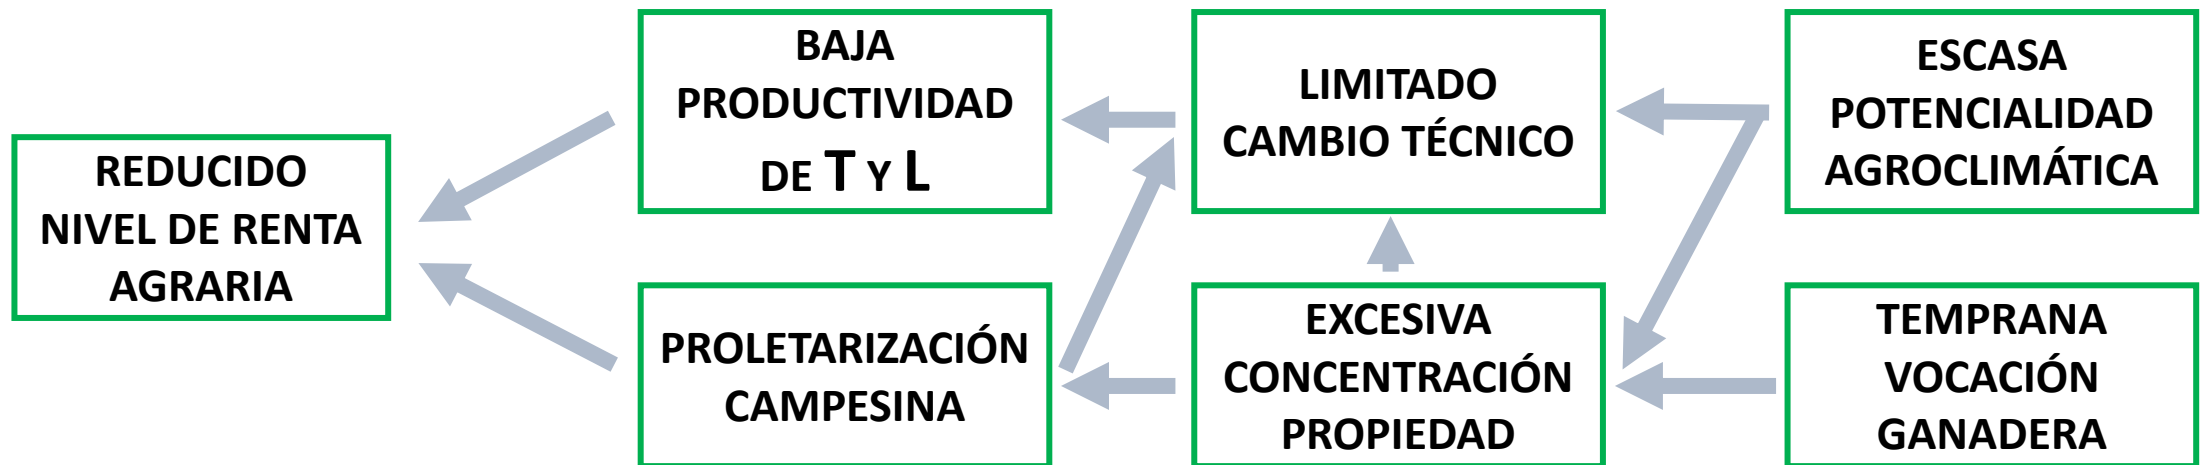 REDUCIDO
NIVEL DE RENTA
AGRARIA
BAJA
PRODUCTIVIDAD
DE T Y L
PROLETARIZACIÓN
CAMPESINA
LIMITADO
CAMBIO TÉCNICO
EXCESIVA
CONCENTRACIÓN
PROPIEDAD
ESCASA
POTENCIALIDAD
AGROCLIMÁTICA
TEMPRANA
VOCACIÓN
GANADERA